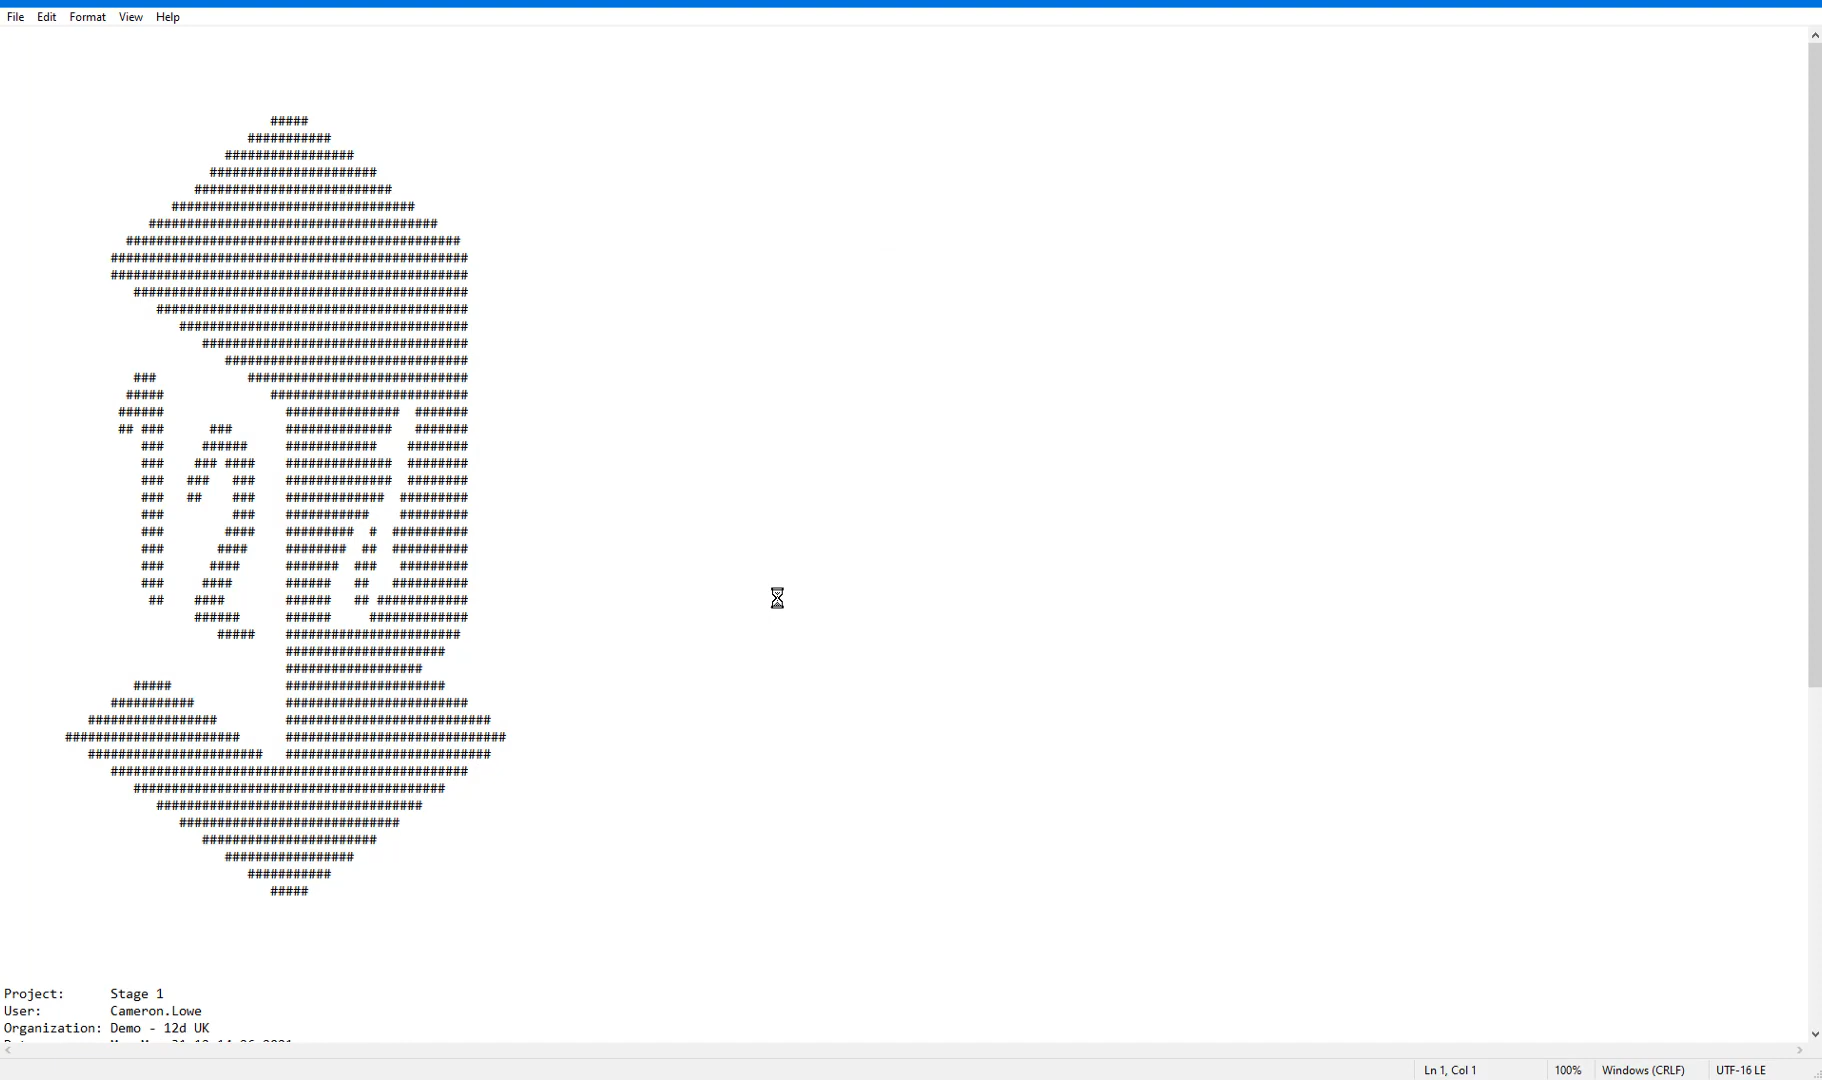 File Edit Format View Help
Project: Stage 1
User: Cameron.Lowe
Organization: Demo - 12d UK
Ln 1, Col 1 100% Windows (CRLF) UTF-16 LE